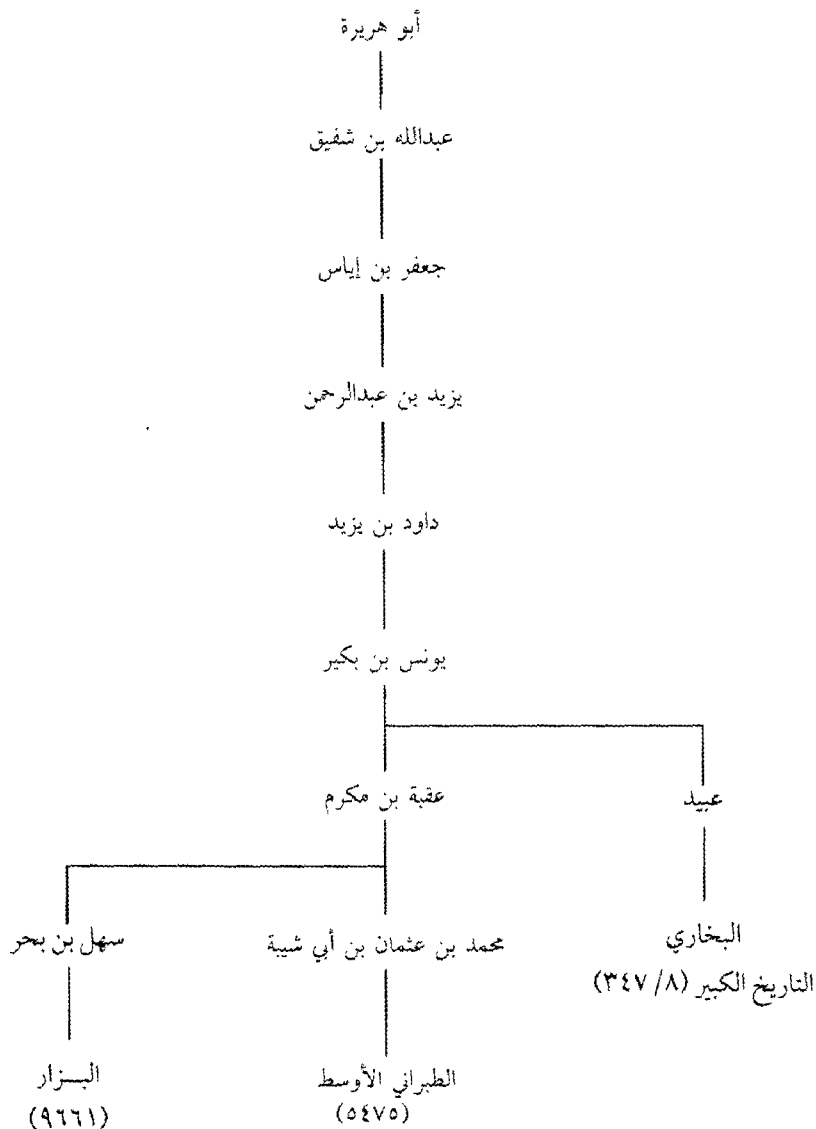 أبو هريرة
عبدالله بن شفيق
جعفر بن إياس
يزيد بن عبدالرحمن
داود بن يزيد
يونس بن بكير
عقبة بن مكرم
عبيد
البخاري
التاريخ الكبير (٣٤٧/٨)
محمد بن عثمان بن أبي شيبة
سهل بن بحر
الطبراني الأوسط
(٥٤٧٥)
البـزار
(٩٦٦١)